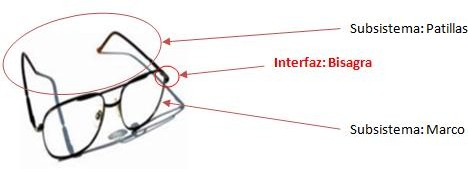 Subsistema: Patillas
Interfaz: Bisagra
Subsistema: Marco